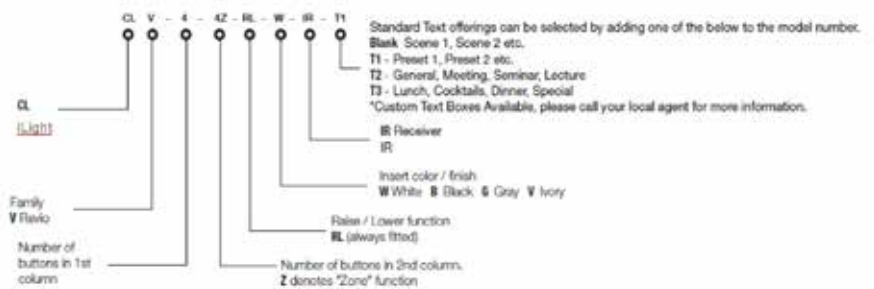 CL V - 4 - 4Z - RL - W - IR - T1
Standard Text offerings can be selected by adding one of the below to the model number.
Blank Scene 1, Scene 2 etc.
T1 - Preset 1, Preset 2 etc.
T2 - General, Meeting, Seminar, Lecture
T3 - Lunch, Cocktails, Dinner, Special
*Custom Text Boxes Available, please call your local agent for more information.
CL
iLight
IR Receiver
IR
Insert color / finish
W White B Black G Gray V Ivory
Family
V Revio
Raise / Lower function
RL (always fitted)
Number of
buttons in 1st
column
Number of buttons in 2nd column.
Z denotes "Zone" function